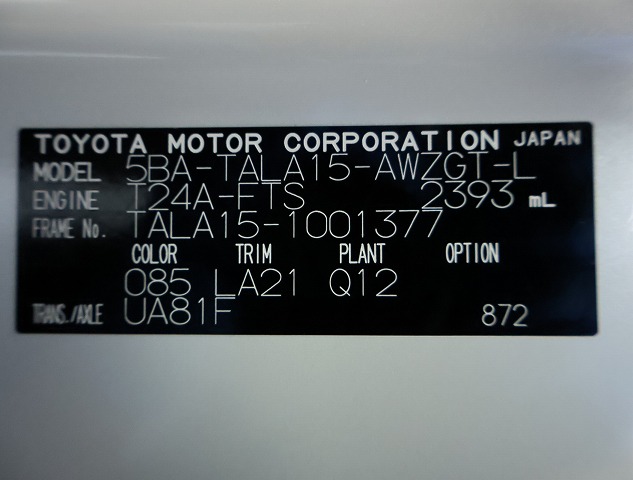 TOYOTA MOTOR CORPORATION JAPAN
MODEL 5BA-TALA15-AWZGT-L
ENGINE T24A-FTS 2393 mL
FRAME No. TALA15-1001377
COLOR TRIM PLANT OPTION
085 LA21 Q12
TRANS./AXLE UA81F 872